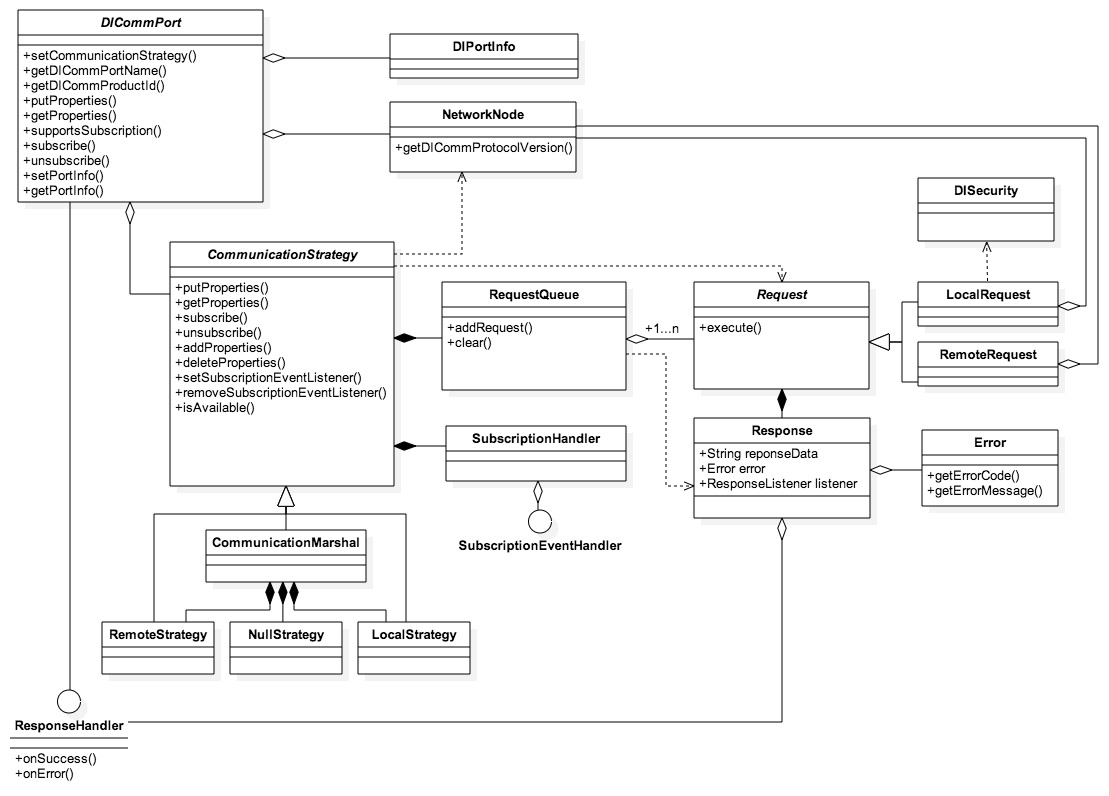 DICommPort
+setCommunicationStrategy()
+getDICommPortName()
+getDICommProductId()
+putProperties()
+getProperties()
+supportsSubscription()
+subscribe()
+unsubscribe()
+setPortInfo()
+getPortInfo()
DIPortInfo
NetworkNode
+getDICommProtocolVersion()
DISecurity
CommunicationStrategy
+putProperties()
+getProperties()
+subscribe()
+unsubscribe()
+addProperties()
+deleteProperties()
+setSubscriptionEventListener()
+removeSubscriptionEventListener()
+isAvailable()
RequestQueue
+addRequest()
+clear()
+1...n
Request
+execute()
LocalRequest
RemoteRequest
SubscriptionHandler
SubscriptionEventHandler
Response
+String reponseData
+Error error
+ResponseListener listener
Error
+getErrorCode()
+getErrorMessage()
CommunicationMarshal
RemoteStrategy
NullStrategy
LocalStrategy
ResponseHandler
+onSuccess()
+onError()